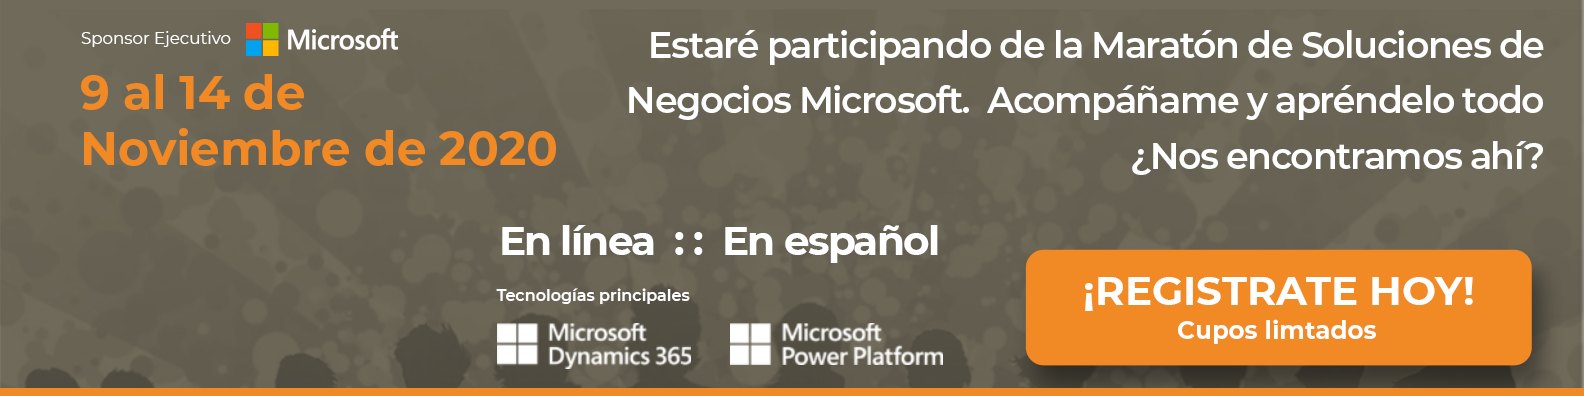 Sponsor Ejecutivo Microsoft
9 al 14 de
Noviembre de 2020
Estaré participando de la Maratón de Soluciones de
Negocios Microsoft. Acompáñame y apréndelo todo
¿Nos encontramos ahí?
En línea :: En español
Tecnologías principales
Microsoft
Dynamics 365
Microsoft
Power Platform
¡REGISTRATE HOY!
Cupos limtados